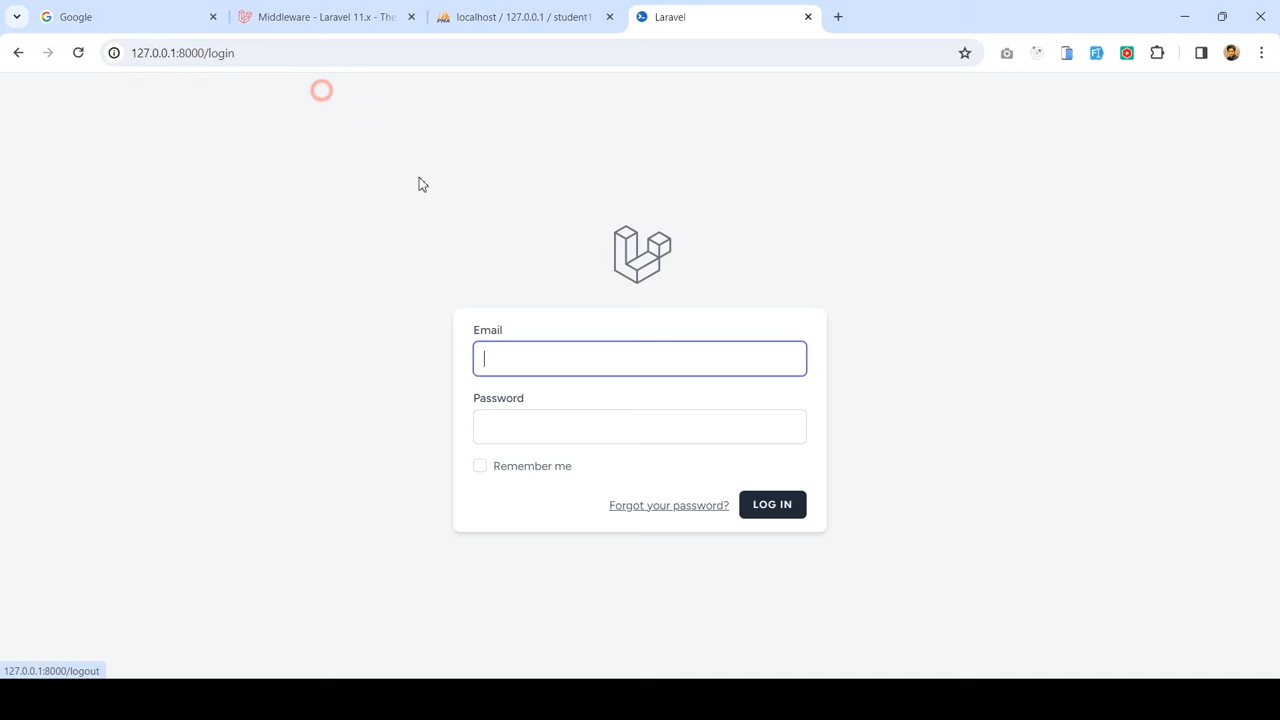 Google
Middleware - Laravel 11.x - The
localhost / 127.0.0.1 / student1
Laravel
127.0.0.1:8000/login
Email
Password
Remember me
Forgot your password?
LOG IN
127.0.0.1:8000/logout